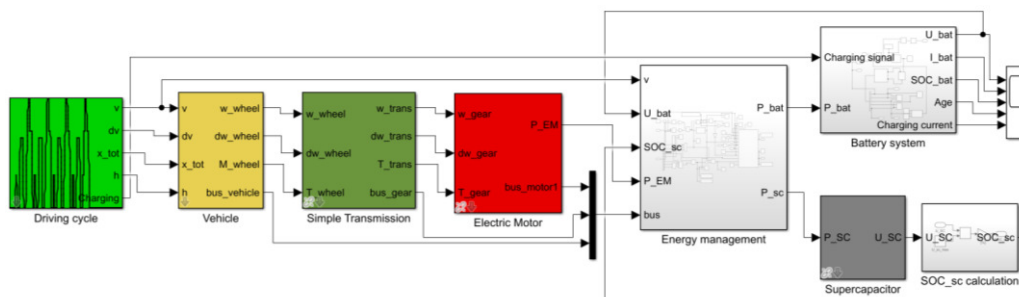 v
dv
x_tot
h
Charging
Driving cycle
v
dv
x_tot
h
w_wheel
dw_wheel
M_wheel
bus_vehicle
Vehicle
w_wheel
dw_wheel
T_wheel
w_trans
dw_trans
T_trans
bus_gear
Simple Transmission
w_gear
dw_gear
T_gear
P_EM
bus_motor1
Electric Motor
v
U_bat
SOC_sc
P_EM
bus
P_bat
P_sc
Energy management
Charging signal
P_bat
U_bat
I_bat
SOC_bat
Age
Charging current
Battery system
P_SC
U_SC
Supercapacitor
U_SC
SOC_sc
SOC_sc calculation